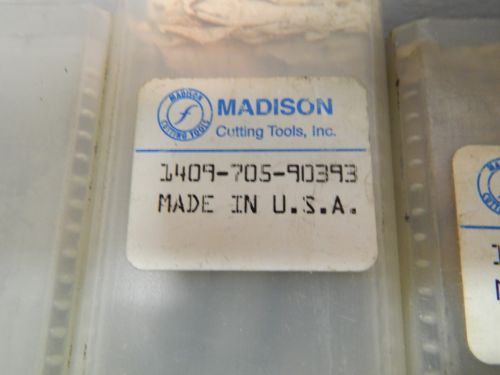 MADISON
CUTTING TOOLS
MADISON
Cutting Tools, Inc.
1409-705-90393
MADE IN U.S.A.